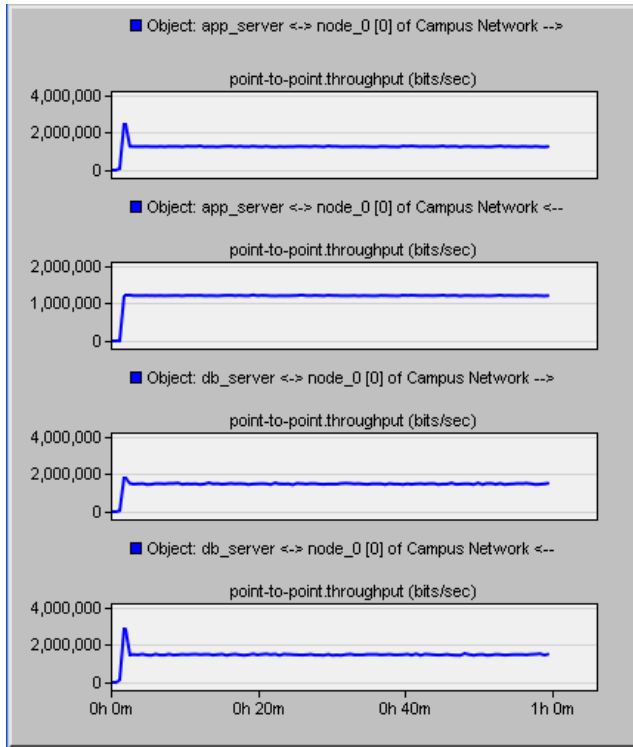 Object: app_server <-> node_0 [0] of Campus Network -->
point-to-point.throughput (bits/sec)
4,000,000
2,000,000
0
Object: app_server <-> node_0 [0] of Campus Network <--
point-to-point.throughput (bits/sec)
2,000,000
1,000,000
0
Object: db_server <-> node_0 [0] of Campus Network -->
point-to-point.throughput (bits/sec)
4,000,000
2,000,000
0
Object: db_server <-> node_0 [0] of Campus Network <--
point-to-point.throughput (bits/sec)
4,000,000
2,000,000
0
0h 0m 0h 20m 0h 40m 1h 0m